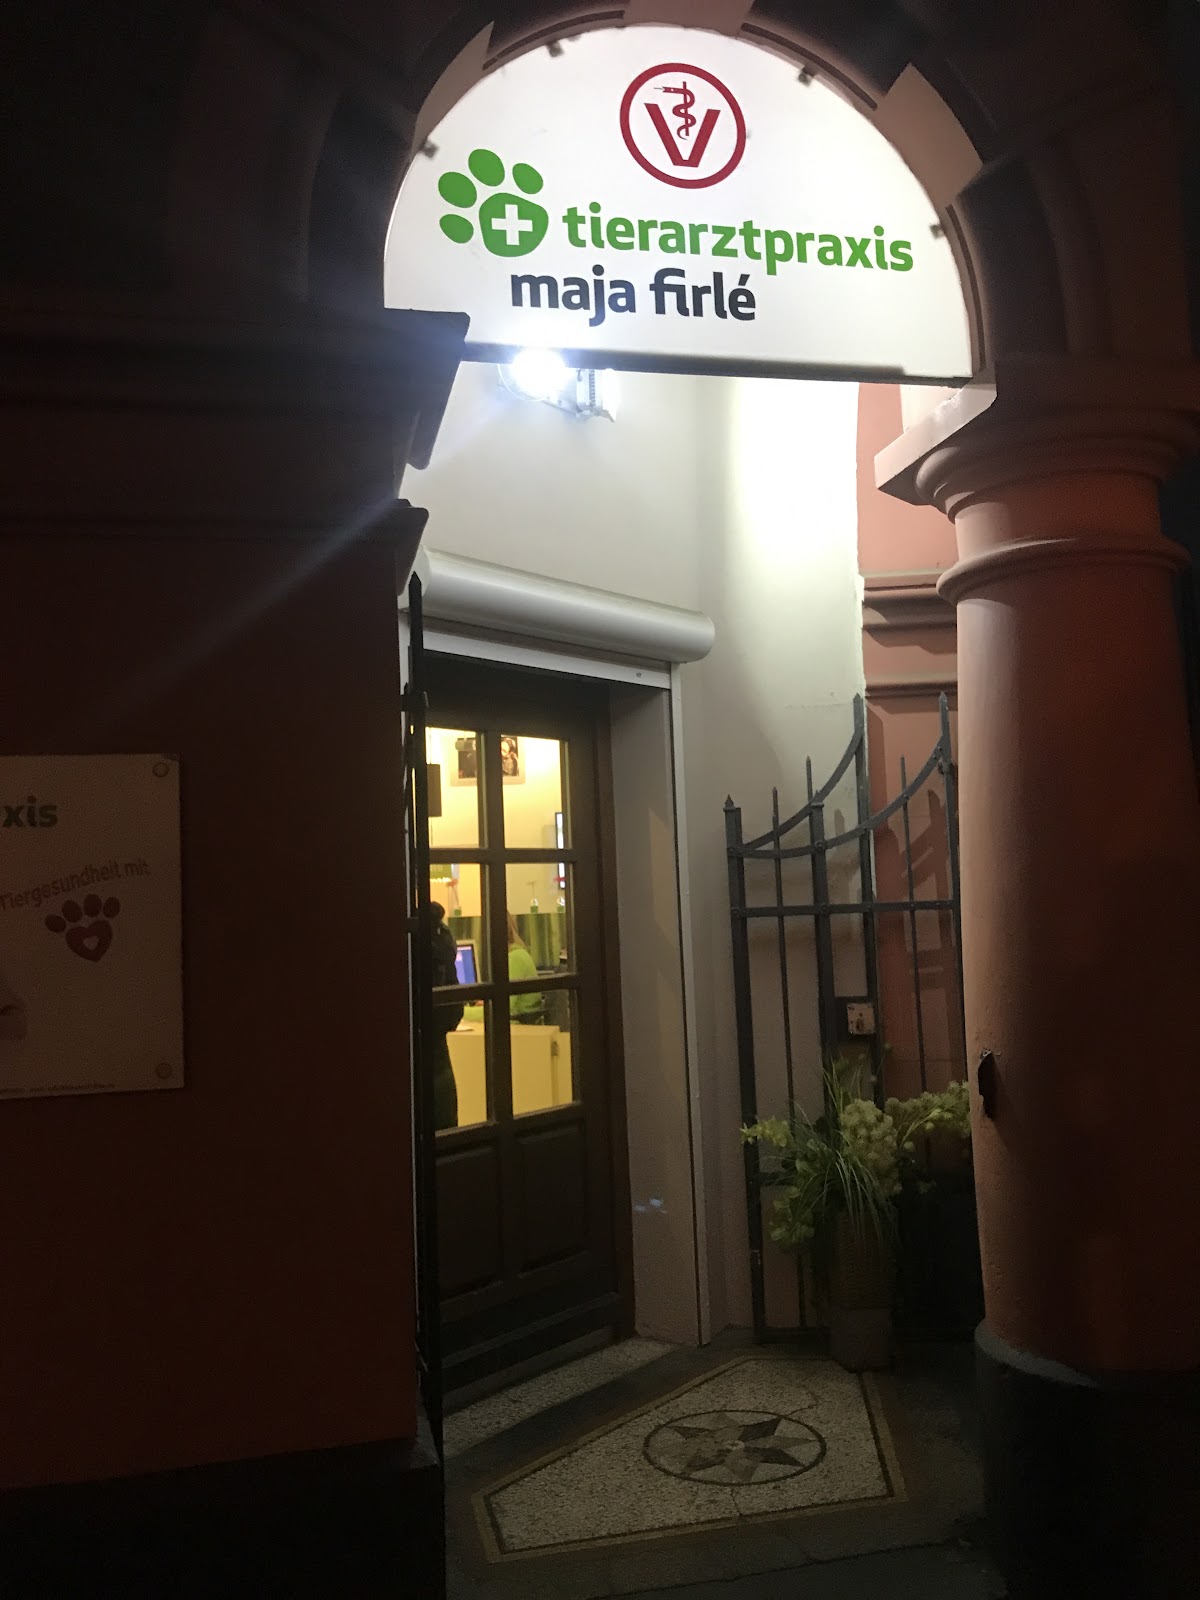 V
tierarztpraxis
maja firlé
xis
Tiergesundheit mit